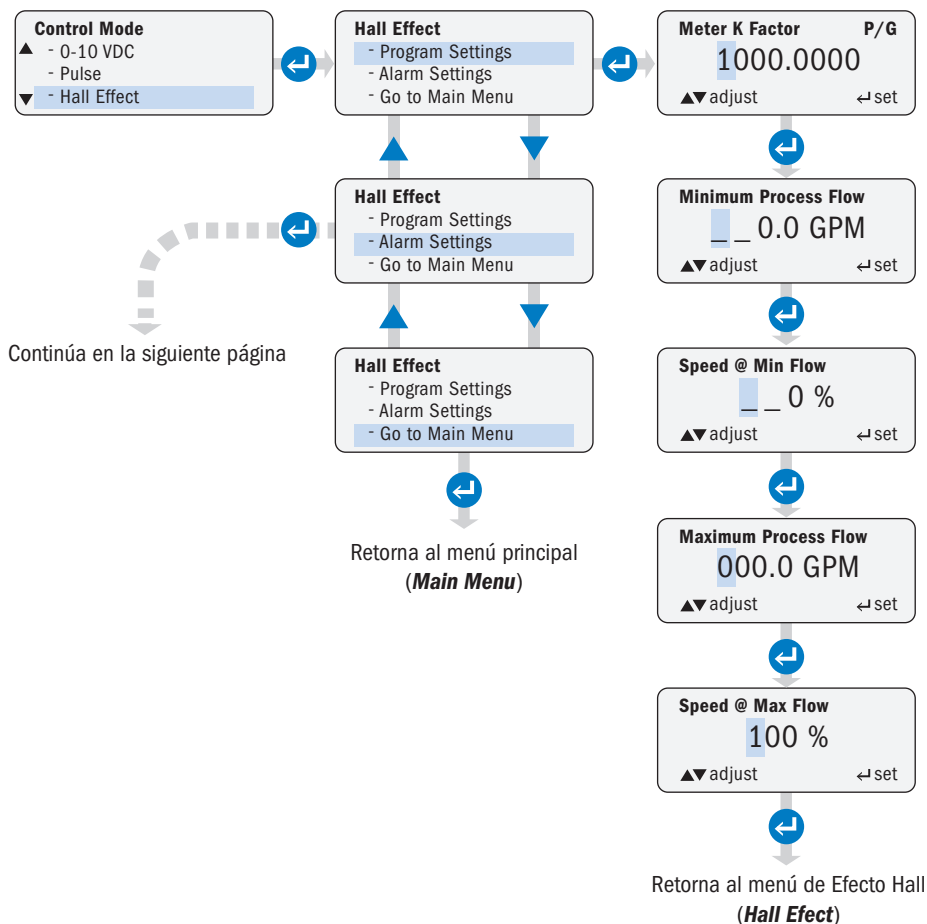 Control Mode
- 0-10 VDC
- Pulse
- Hall Effect
Hall Effect
- Program Settings
- Alarm Settings
- Go to Main Menu
Meter K Factor P/G
1000.0000
▲▼ adjust ↵ set
Hall Effect
- Program Settings
- Alarm Settings
- Go to Main Menu
Minimum Process Flow
_ _ 0.0 GPM
▲▼ adjust ↵ set
Continúa en la siguiente página
Hall Effect
- Program Settings
- Alarm Settings
- Go to Main Menu
Speed @ Min Flow
_ _ 0 %
▲▼ adjust ↵ set
Retorna al menú principal
(Main Menu)
Maximum Process Flow
000.0 GPM
▲▼ adjust ↵ set
Speed @ Max Flow
100 %
▲▼ adjust ↵ set
Retorna al menú de Efecto Hall
(Hall Efect)